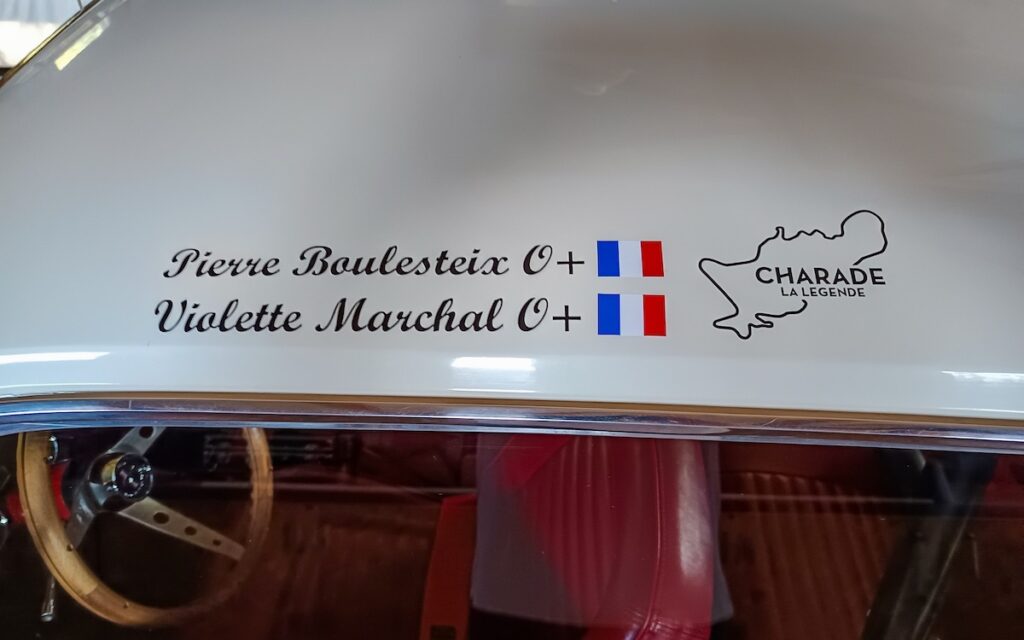 Pierre Boulesteix O+
Violette Marchal O+
CHARADE
LA LEGENDE